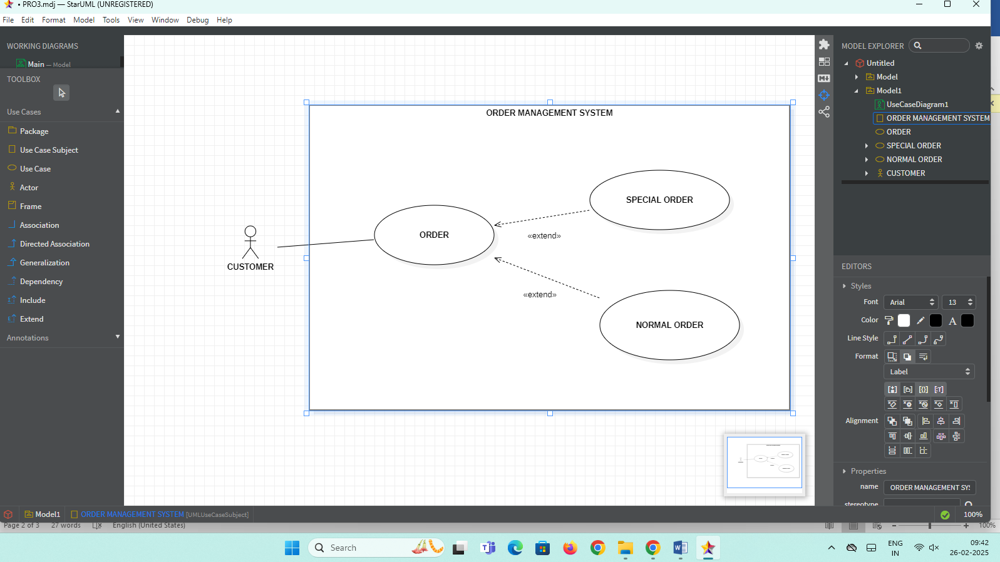 • PRO3.mdj — StarUML (UNREGISTERED)
File Edit Format Model Tools View Window Debug Help
WORKING DIAGRAMS
Main — Model
TOOLBOX
Use Cases
Package
Use Case Subject
Use Case
Actor
Frame
Association
Directed Association
Generalization
Dependency
Include
Extend
Annotations
ORDER MANAGEMENT SYSTEM
SPECIAL ORDER
ORDER
«extend»
CUSTOMER
«extend»
NORMAL ORDER
MODEL EXPLORER
Untitled
Model
Model1
UseCaseDiagram1
ORDER MANAGEMENT SYSTEM
ORDER
SPECIAL ORDER
NORMAL ORDER
CUSTOMER
EDITORS
Styles
Font Arial 13
Color A
Line Style
Format
Label
Alignment
Properties
name ORDER MANAGEMENT SYS
stereotype
Model1 ORDER MANAGEMENT SYSTEM [UMLUseCaseSubject] 100%
Page 2 of 3 27 words English (United States) 100%
Search
ENG
IN
09:42
26-02-2025